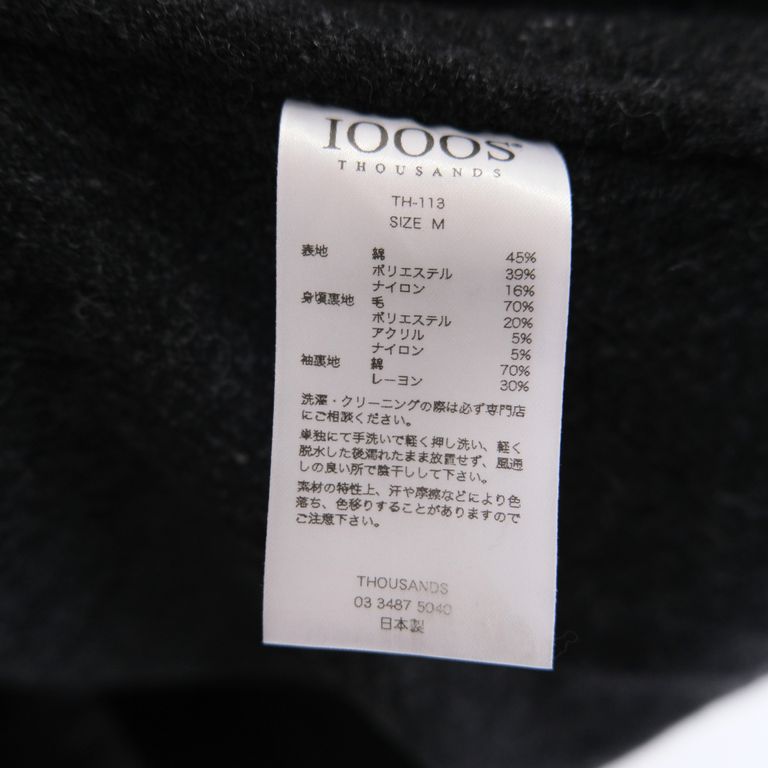 1000S®
THOUSANDS
TH-113
SIZE M
表地 綿 45%
ポリエステル 39%
ナイロン 16%
身頃裏地 毛 70%
ポリエステル 20%
アクリル 5%
ナイロン 5%
袖裏地 綿 70%
レーヨン 30%
洗濯・クリーニングの際は必ず専門店
にご相談ください。
単独にて手洗いで軽く押し洗い、軽く
脱水した後濡れたまま放置せず、風通
しの良い所で陰干しして下さい。
素材の特性上、汗や摩擦などにより色
落ち、色移りすることがありますので
ご注意下さい。
THOUSANDS
03 3487 5040
日本製